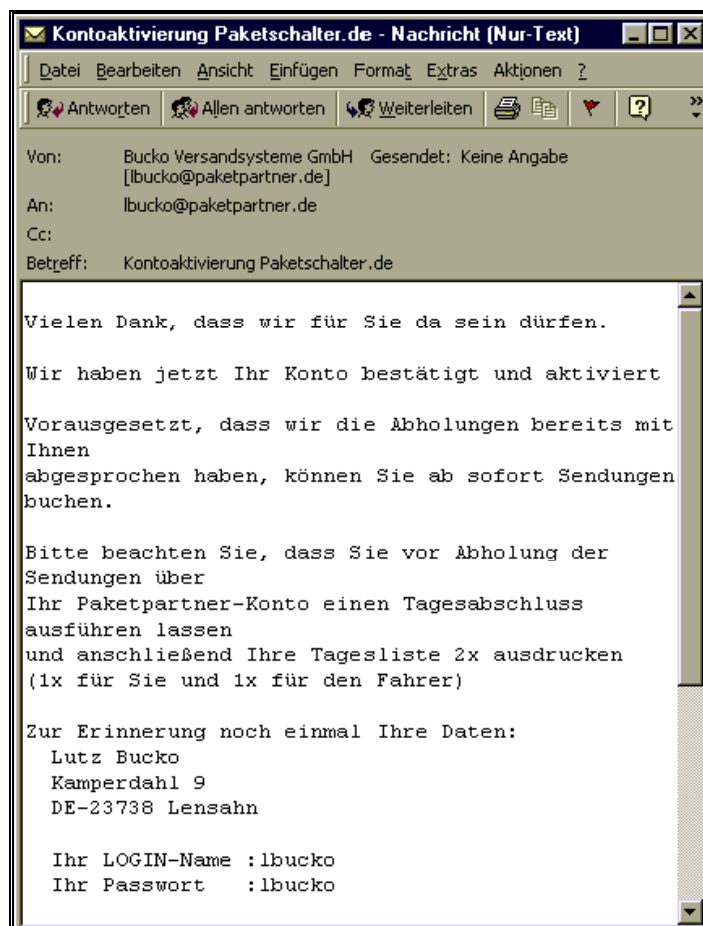 Kontoaktivierung Paketschalter.de - Nachricht (Nur-Text)
Datei Bearbeiten Ansicht Einfügen Format Extras Aktionen ?
Antworten Allen antworten Weiterleiten
Von: Bucko Versandsysteme GmbH Gesendet: Keine Angabe
[lbucko@paketpartner.de]
An: lbucko@paketpartner.de
Cc:
Betreff: Kontoaktivierung Paketschalter.de
Vielen Dank, dass wir für Sie da sein dürfen.
Wir haben jetzt Ihr Konto bestätigt und aktiviert
Vorausgesetzt, dass wir die Abholungen bereits mit
Ihnen
abgesprochen haben, können Sie ab sofort Sendungen
buchen.
Bitte beachten Sie, dass Sie vor Abholung der
Sendungen über
Ihr Paketpartner-Konto einen Tagesabschluss
ausführen lassen
und anschließend Ihre Tagesliste 2x ausdrucken
(1x für Sie und 1x für den Fahrer)
Zur Erinnerung noch einmal Ihre Daten:
Lutz Bucko
Kamperdahl 9
DE-23738 Lensahn
Ihr LOGIN-Name :lbucko
Ihr Passwort :lbucko